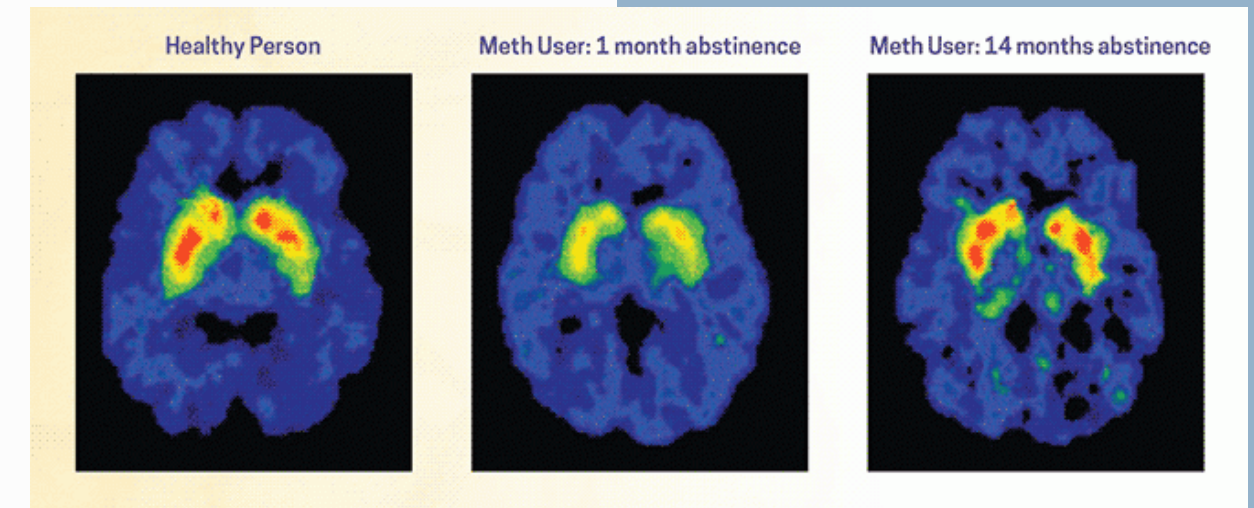 Healthy Person
Meth User: 1 month abstinence
Meth User: 14 months abstinence